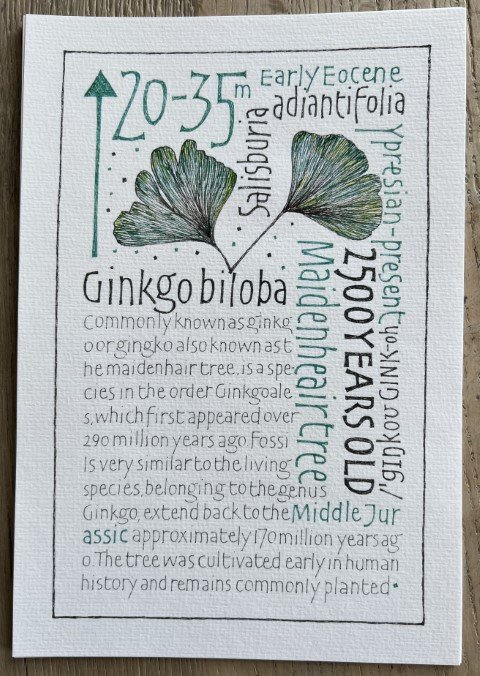 20-35m
Early Eocene
adiantifolia
Salisburia
Ypresian-present
Ginkgo biloba
Maidenheair tree
2500 YEARS OLD
GINK-oh
Commonly known as ginkg
o or gingko also known as t
he maidenhair tree, is a spe-
cies in the order Ginkgoale
s, which first appeared over
290 million years ago. Fossi
ls very similar to the living
species, belonging to the genus
Ginkgo, extend back to the Middle Jur
assic approximately 170 million years ag
o. The tree was cultivated early in human
history and remains commonly planted.